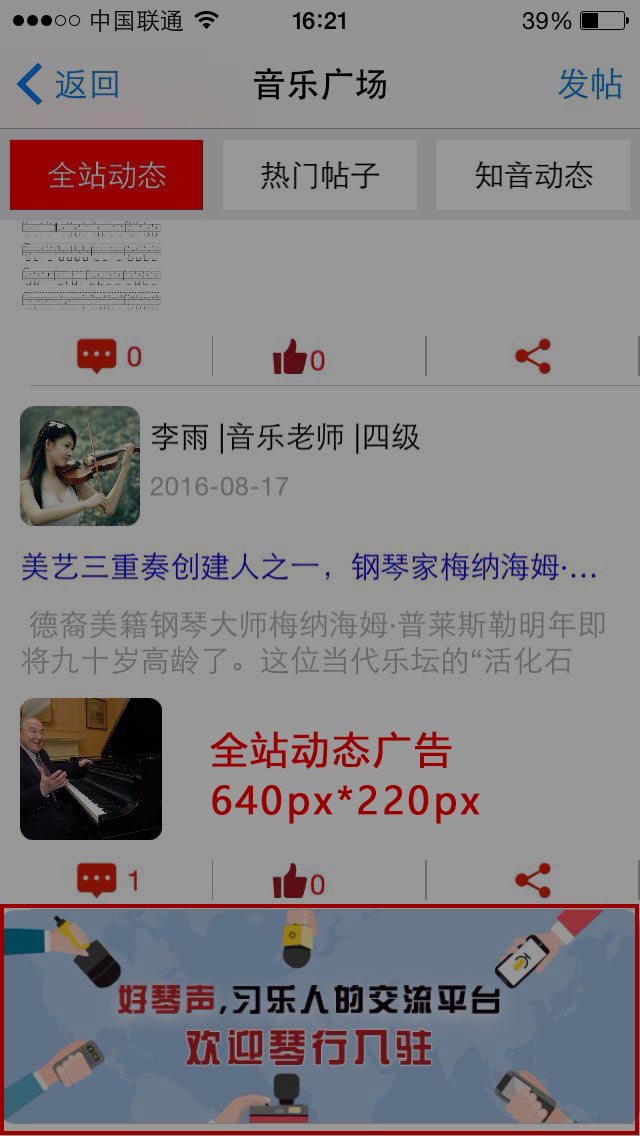 中国联通 16:21 39%
返回 音乐广场 发帖
全站动态 热门帖子 知音动态
0 0
李雨 |音乐老师 |四级
2016-08-17
美艺三重奏创建人之一，钢琴家梅纳海姆·...
德裔美籍钢琴大师梅纳海姆·普莱斯勒明年即
将九十岁高龄了。这位当代乐坛的“活化石
全站动态广告
640px*220px
1 0
好琴声,习乐人的交流平台
欢迎琴行入驻